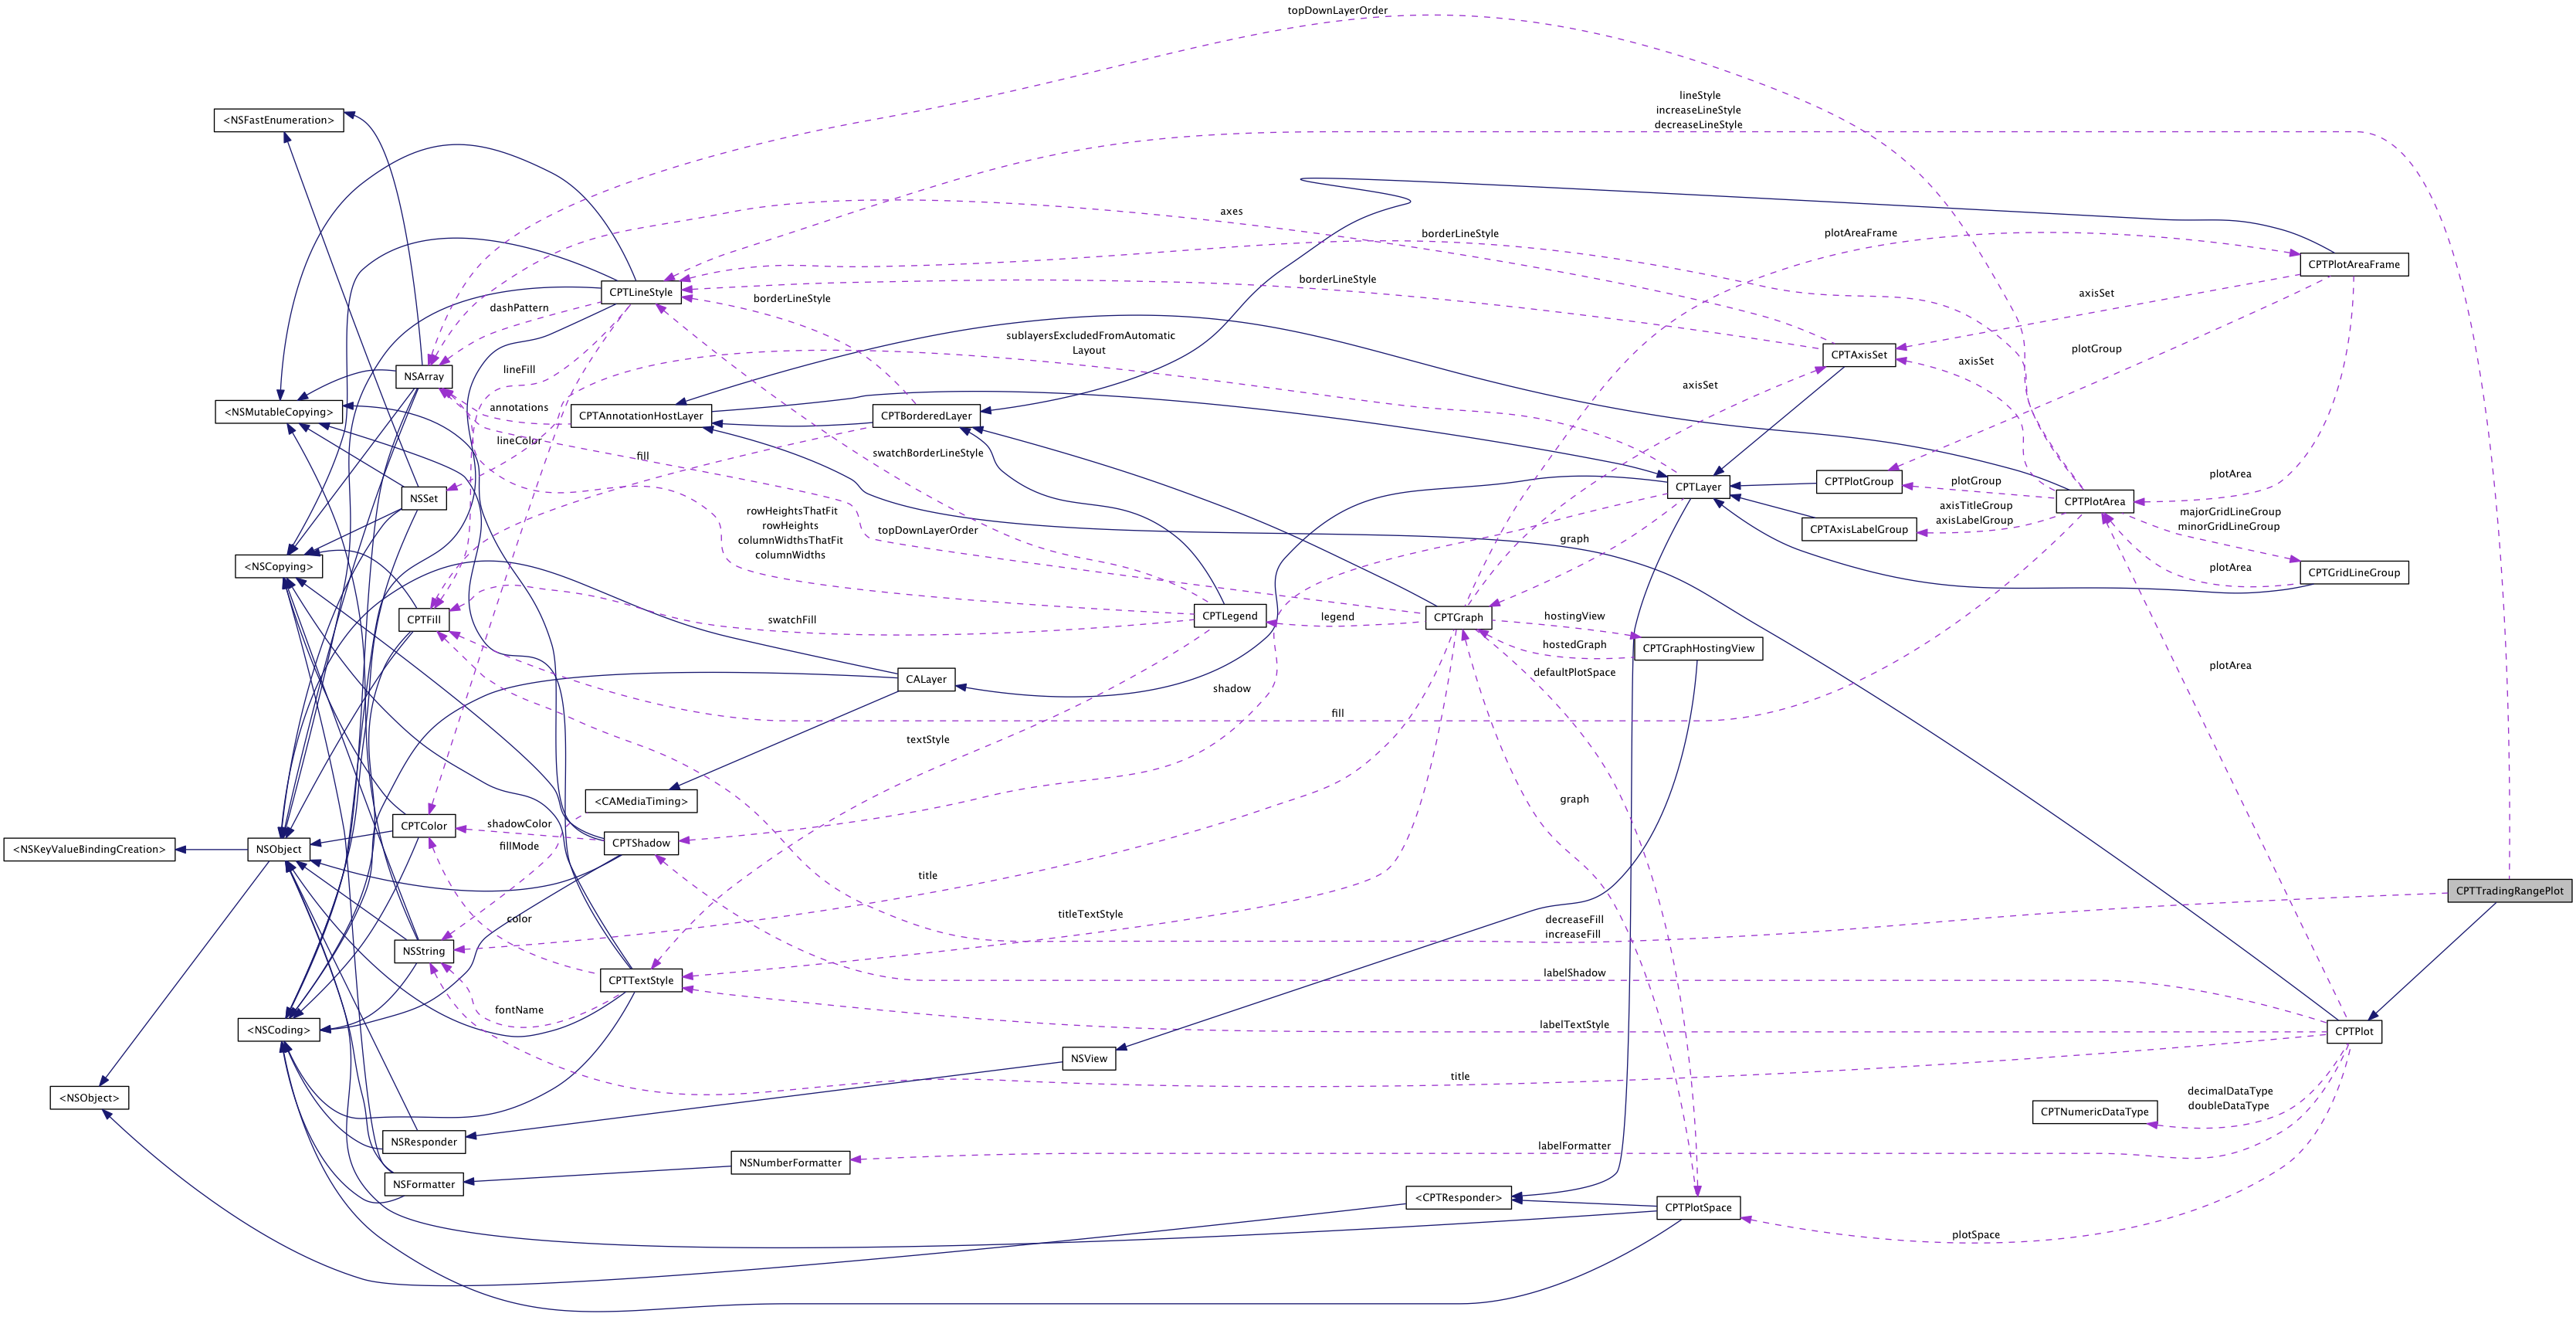 topDownLayerOrder
lineStyle
increaseLineStyle
decreaseLineStyle
<NSFastEnumeration>
axes
borderLineStyle
plotAreaFrame
CPTPlotAreaFrame
borderLineStyle
axisSet
CPTLineStyle
borderLineStyle
dashPattern
sublayersExcludedFromAutomatic
Layout
CPTAxisSet
plotGroup
axisSet
lineFill
NSArray
axisSet
annotations
<NSMutableCopying>
CPTAnnotationHostLayer
CPTBorderedLayer
lineColor
fill
swatchBorderLineStyle
plotArea
plotGroup
CPTPlotGroup
CPTLayer
NSSet
CPTPlotArea
axisTitleGroup
axisLabelGroup
majorGridLineGroup
minorGridLineGroup
rowHeightsThatFit
rowHeights
columnWidthsThatFit
columnWidths
topDownLayerOrder
CPTAxisLabelGroup
graph
<NSCopying>
plotArea
CPTGridLineGroup
CPTFill
swatchFill
CPTLegend
legend
CPTGraph
hostingView
hostedGraph
CPTGraphHostingView
defaultPlotSpace
plotArea
CALayer
shadow
fill
textStyle
<CAMediaTiming>
graph
CPTColor
shadowColor
fillMode
CPTShadow
<NSKeyValueBindingCreation>
NSObject
title
CPTTradingRangePlot
color
titleTextStyle
decreaseFill
increaseFill
NSString
CPTTextStyle
labelShadow
fontName
labelTextStyle
<NSCoding>
CPTPlot
NSView
title
<NSObject>
decimalDataType
doubleDataType
CPTNumericDataType
NSResponder
labelFormatter
NSNumberFormatter
NSFormatter
<CPTResponder>
CPTPlotSpace
plotSpace